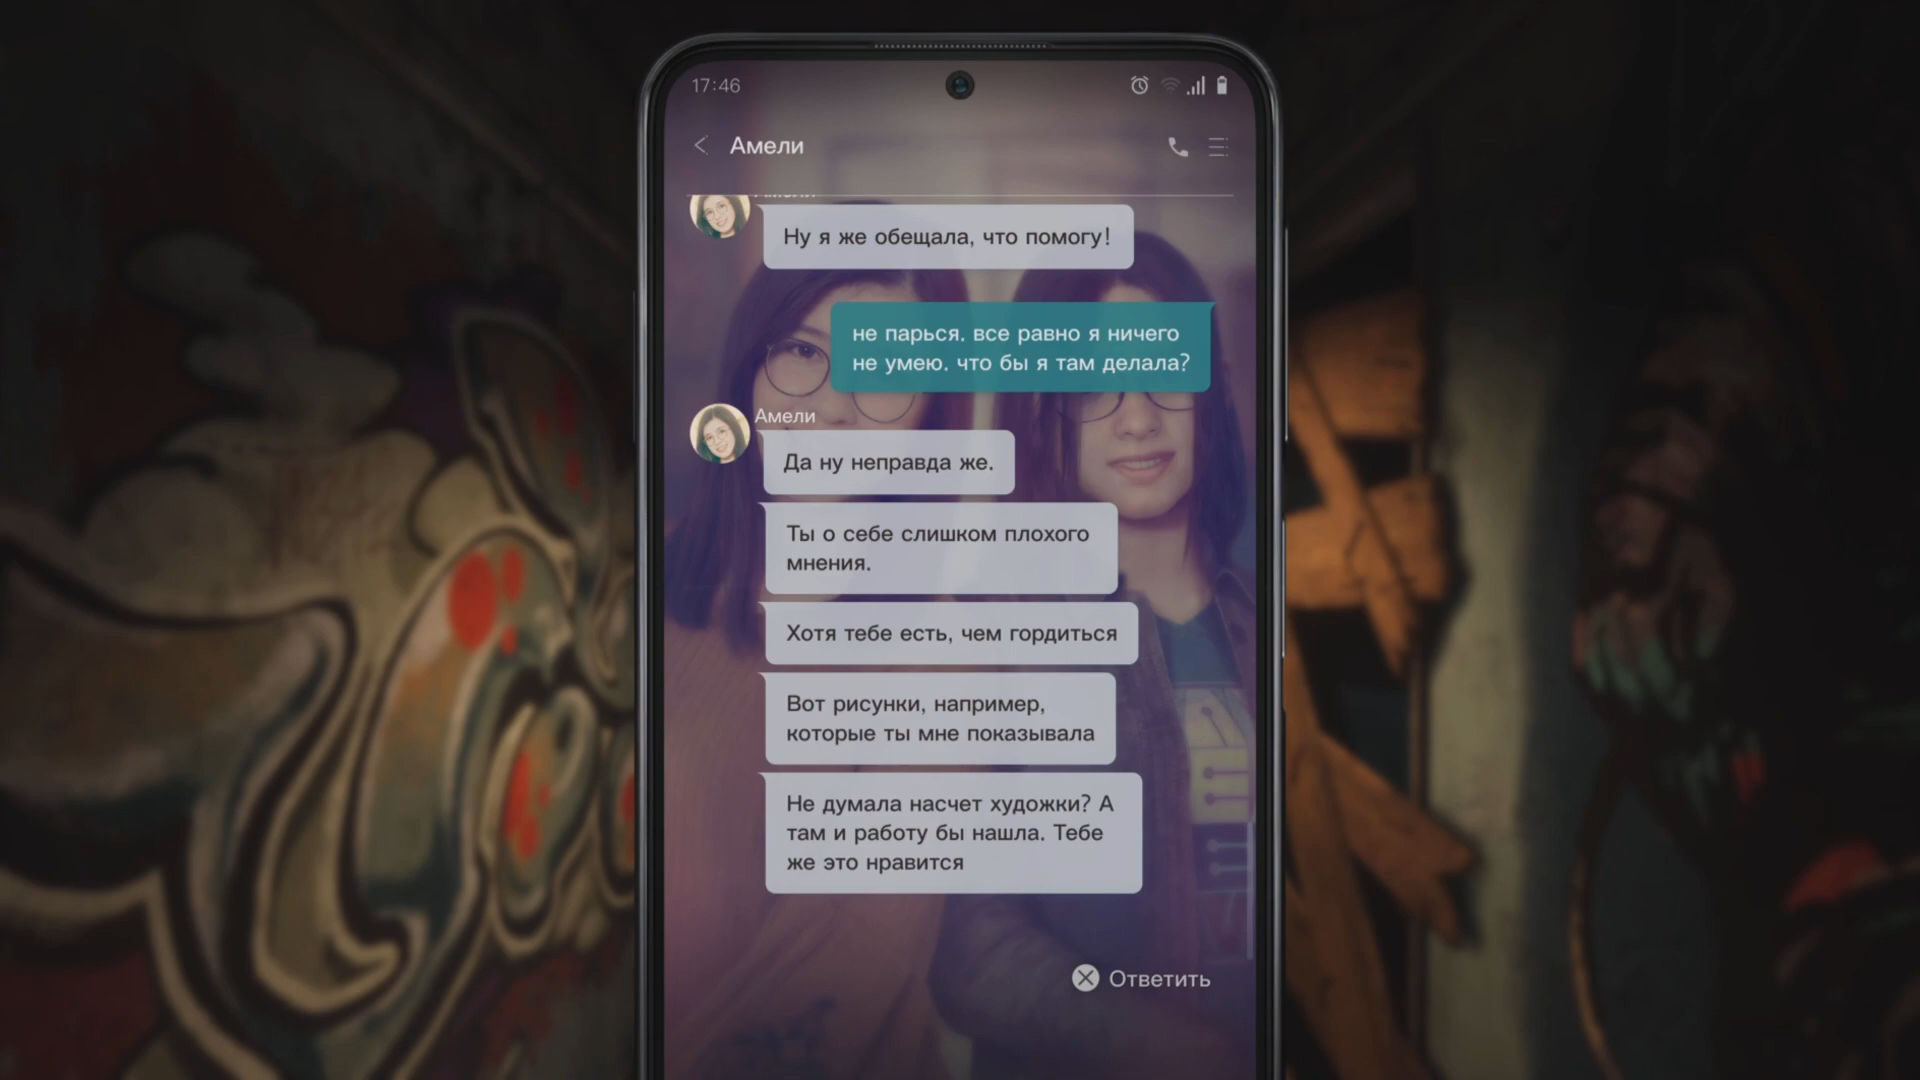 17:46
Амели
Ну я же обещала, что помогу!
не парься. все равно я ничего
не умею. что бы я там делала?
Амели
Да ну неправда же.
Ты о себе слишком плохого
мнения.
Хотя тебе есть, чем гордиться
Вот рисунки, например,
которые ты мне показывала
Не думала насчет художки? А
там и работу бы нашла. Тебе
же это нравится
Ответить